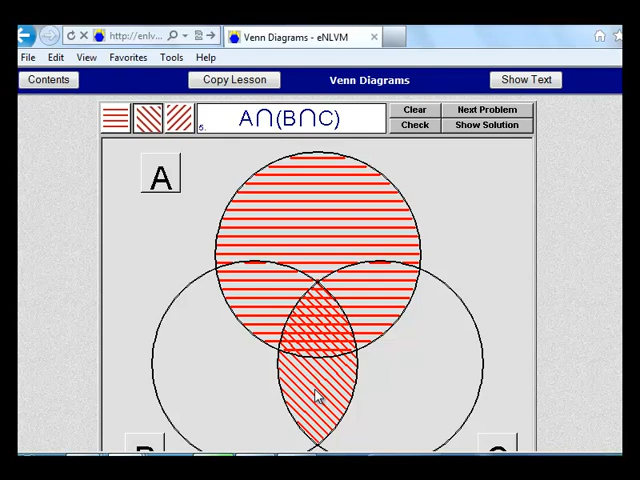 http://enlv...
Venn Diagrams - eNLVM
File Edit View Favorites Tools Help
Contents Copy Lesson Venn Diagrams Show Text
5. A∩(B∩C) Clear Next Problem
Check Show Solution
A